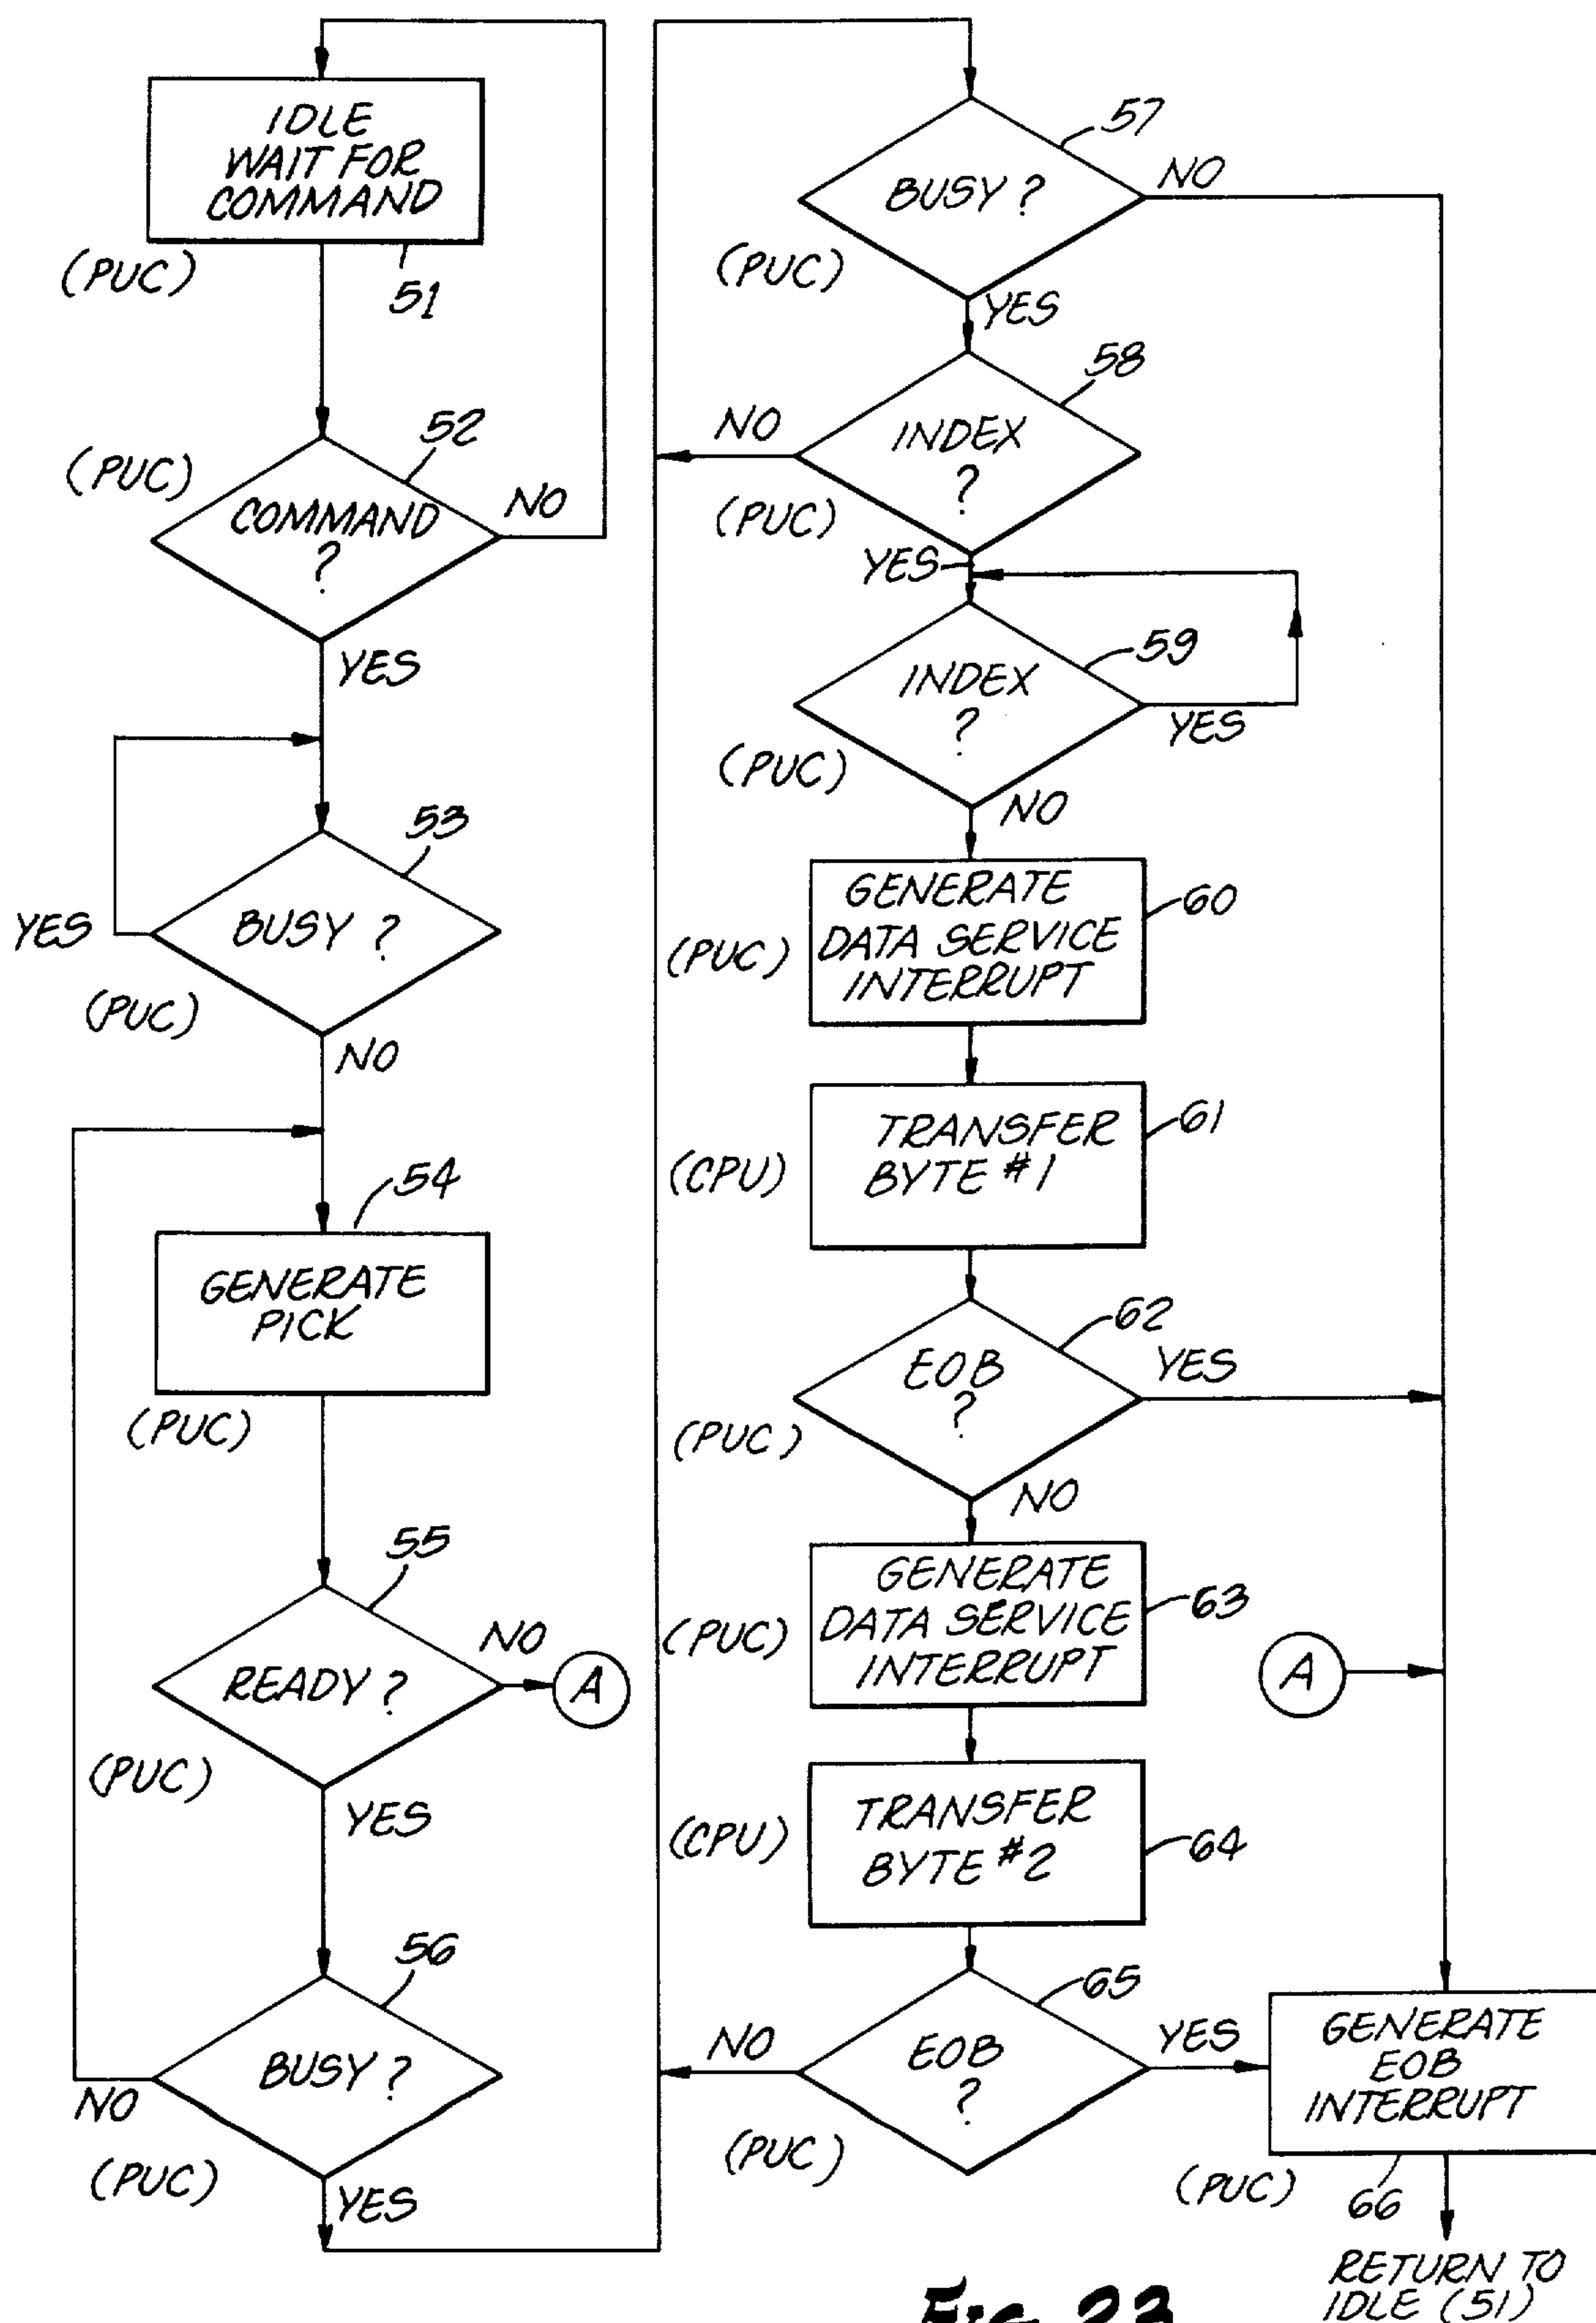 IDLE
WAIT FOR
COMMAND
(PUC)
51
(PUC)
52
COMMAND
?
NO
YES
53
YES
BUSY ?
(PUC)
NO
54
GENERATE
PICK
(PUC)
55
NO
READY ?
A
(PUC)
YES
56
BUSY ?
NO
(PUC)
YES
57
NO
BUSY ?
(PUC)
YES
58
NO
INDEX
?
(PUC)
YES
59
INDEX
?
YES
(PUC)
NO
GENERATE
DATA SERVICE
INTERRUPT
60
(PUC)
TRANSFER
BYTE #1
61
(CPU)
62
EOB
?
YES
(PUC)
NO
GENERATE
DATA SERVICE
INTERRUPT
63
(PUC)
A
TRANSFER
BYTE #2
64
(CPU)
65
NO
EOB
?
YES
(PUC)
GENERATE
EOB
INTERRUPT
(PUC)
66
RETURN TO
IDLE (51)
Fig. 23